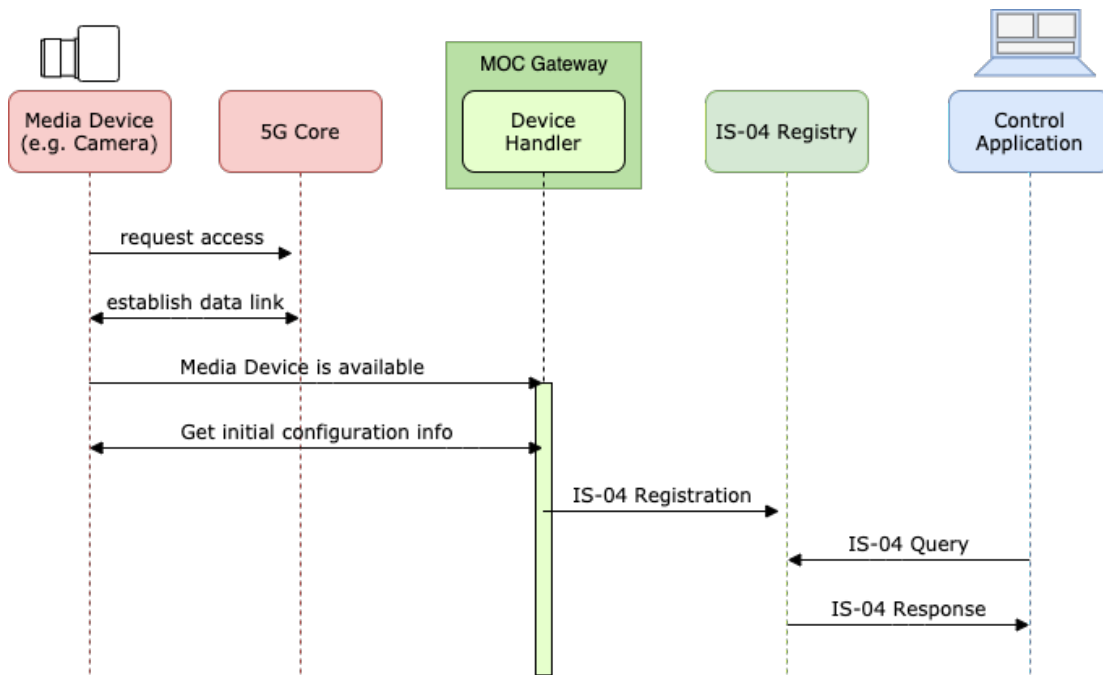 MOC Gateway
Media Device
(e.g. Camera)
5G Core
Device
Handler
IS-04 Registry
Control
Application
request access
establish data link
Media Device is available
Get initial configuration info
IS-04 Registration
IS-04 Query
IS-04 Response